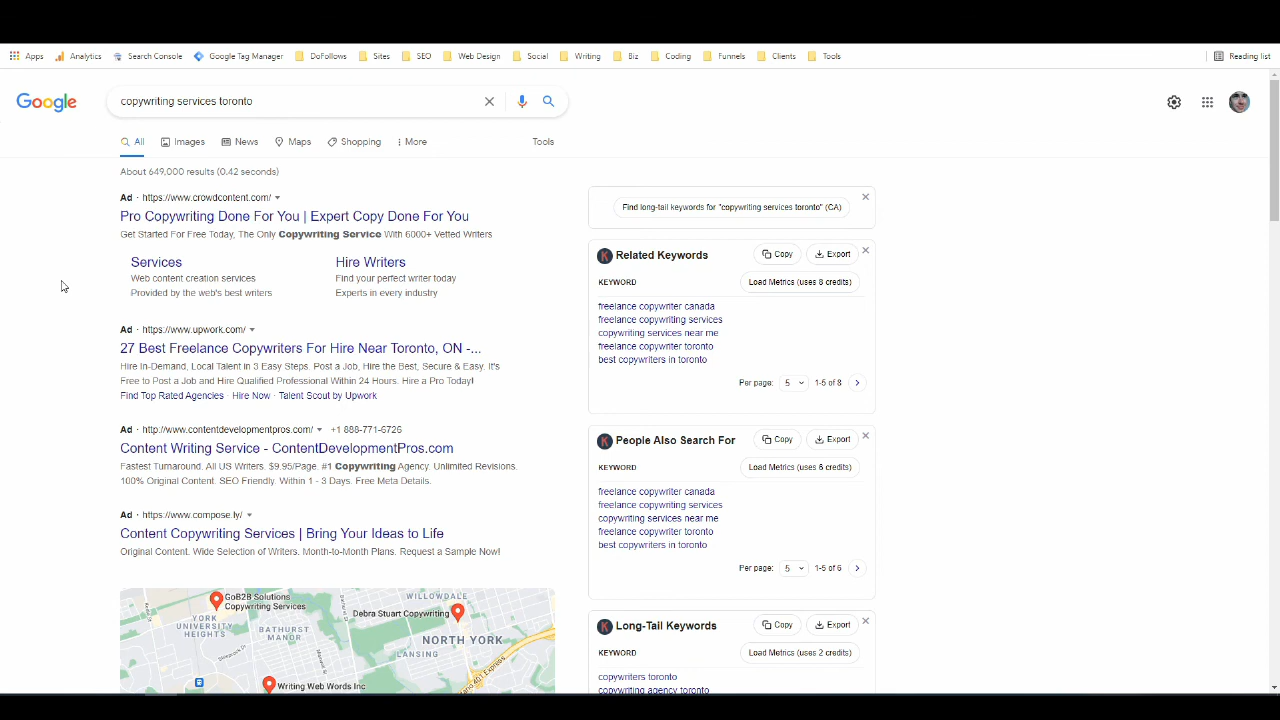 Apps Analytics Search Console Google Tag Manager DoFollows Sites SEO Web Design Social Writing Biz Coding Funnels Clients Tools Reading list
Google copywriting services toronto
All Images News Maps Shopping More Tools
About 649,000 results (0.42 seconds)
Ad · https://www.crowdcontent.com/
Pro Copywriting Done For You | Expert Copy Done For You
Get Started For Free Today, The Only Copywriting Service With 6000+ Vetted Writers
Services
Web content creation services
Provided by the web's best writers
Hire Writers
Find your perfect writer today
Experts in every industry
Ad · https://www.upwork.com/
27 Best Freelance Copywriters For Hire Near Toronto, ON -...
Hire In-Demand, Local Talent in 3 Easy Steps. Post a Job, Hire the Best, Secure & Easy. It's
Free to Post a Job and Hire Qualified Professional Within 24 Hours. Hire a Pro Today!
Find Top Rated Agencies · Hire Now · Talent Scout by Upwork
Ad · http://www.contentdevelopmentpros.com/ +1 888-771-6726
Content Writing Service - ContentDevelopmentPros.com
Fastest Turnaround. All US Writers. $9.95/Page. #1 Copywriting Agency. Unlimited Revisions.
100% Original Content. SEO Friendly. Within 1 - 3 Days. Free Meta Details.
Ad · https://www.compose.ly/
Content Copywriting Services | Bring Your Ideas to Life
Original Content. Wide Selection of Writers. Month-to-Month Plans. Request a Sample Now!
GoB2B Solutions
Copywriting Services
WILLOWDALE
Debra Stuart Copywriting
YORK
UNIVERSITY
HEIGHTS
BATHURST
MANOR
NORTH YORK
LANSING
Writing Web Words Inc
Find long-tail keywords for "copywriting services toronto" (CA)
Related Keywords Copy Export
KEYWORD Load Metrics (uses 8 credits)
freelance copywriter canada
freelance copywriting services
copywriting services near me
freelance copywriter toronto
best copywriters in toronto
Per page: 5 1-5 of 8
People Also Search For Copy Export
KEYWORD Load Metrics (uses 6 credits)
freelance copywriter canada
freelance copywriting services
copywriting services near me
freelance copywriter toronto
best copywriters in toronto
Per page: 5 1-5 of 6
Long-Tail Keywords Copy Export
KEYWORD Load Metrics (uses 2 credits)
copywriters toronto
copywriting agency toronto